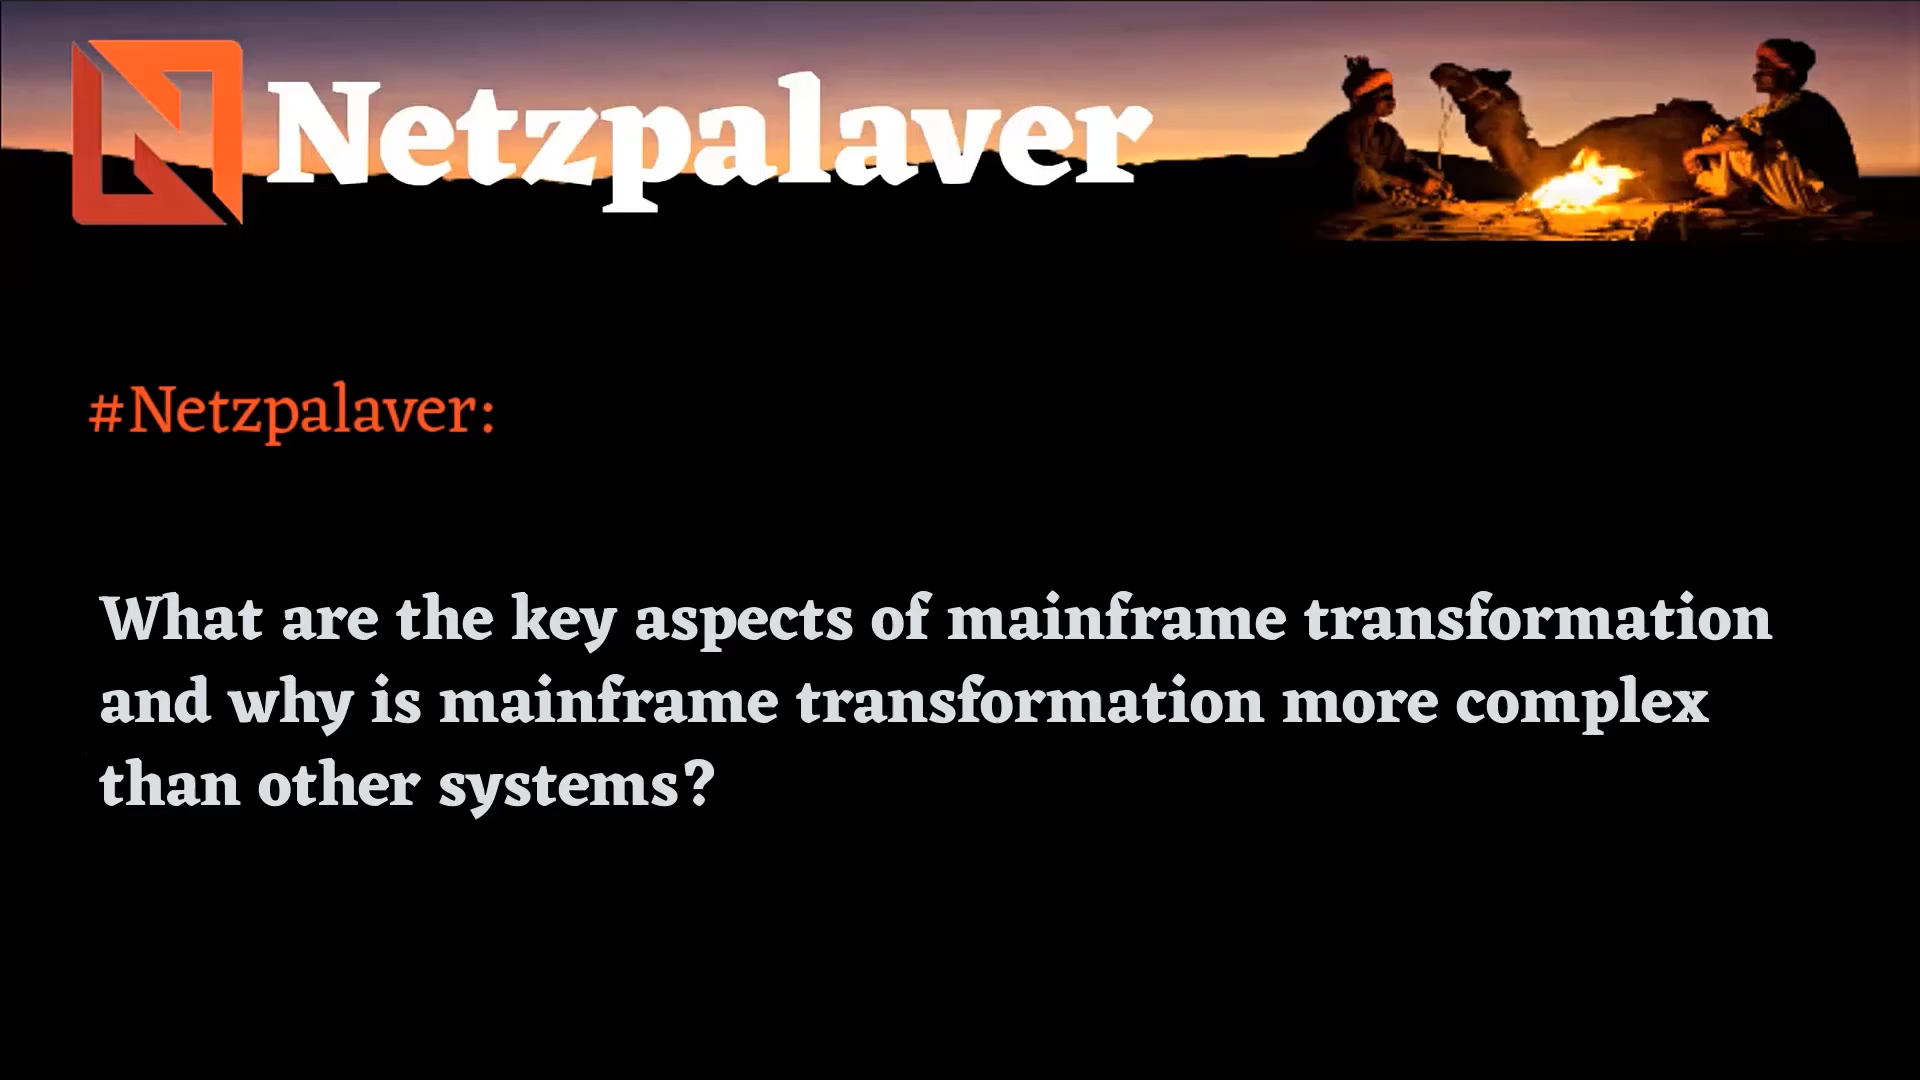 Netzpalaver
#Netzpalaver:
What are the key aspects of mainframe transformation
and why is mainframe transformation more complex
than other systems?